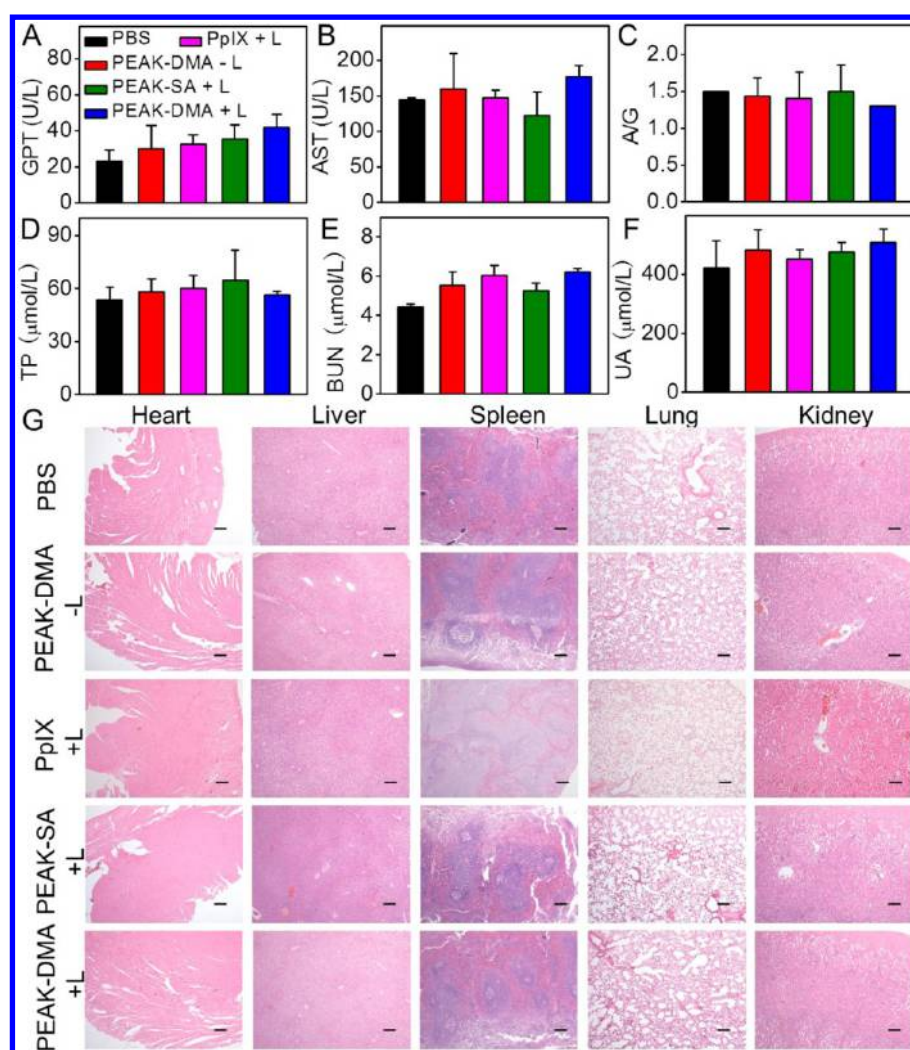 A
PBS
PpIX + L
PEAK-DMA - L
PEAK-SA + L
PEAK-DMA + L
GPT (U/L)
80
60
40
20
0
B
AST (U/L)
200
150
100
50
0
C
A/G
2.0
1.5
1.0
0.5
0.0
D
TP (μmol/L)
90
60
30
0
E
BUN (μmol/L)
8
6
4
2
0
F
UA (μmol/L)
400
200
0
G
Heart Liver Spleen Lung Kidney
PBS
PEAK-DMA
-L
PpIX
+L
PEAK-SA
+L
PEAK-DMA
+L